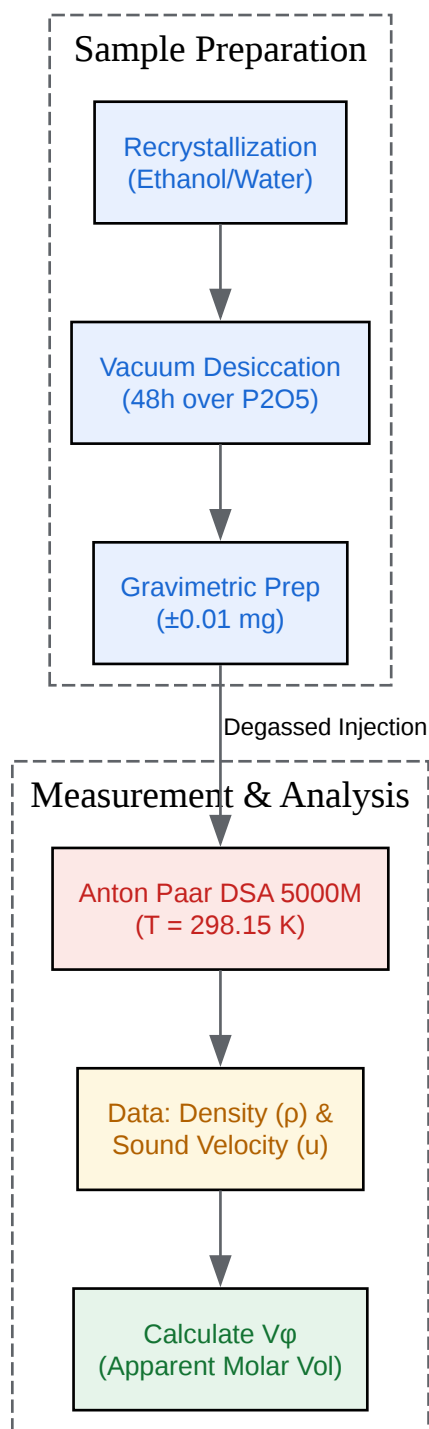 Sample Preparation
Recrystallization
(Ethanol/Water)
Vacuum Desiccation
(48h over P2O5)
Gravimetric Prep
(±0.01 mg)
Degassed Injection
Measurement & Analysis
Anton Paar DSA 5000M
(T = 298.15 K)
Data: Density (ρ) &
Sound Velocity (u)
Calculate Vφ
(Apparent Molar Vol)